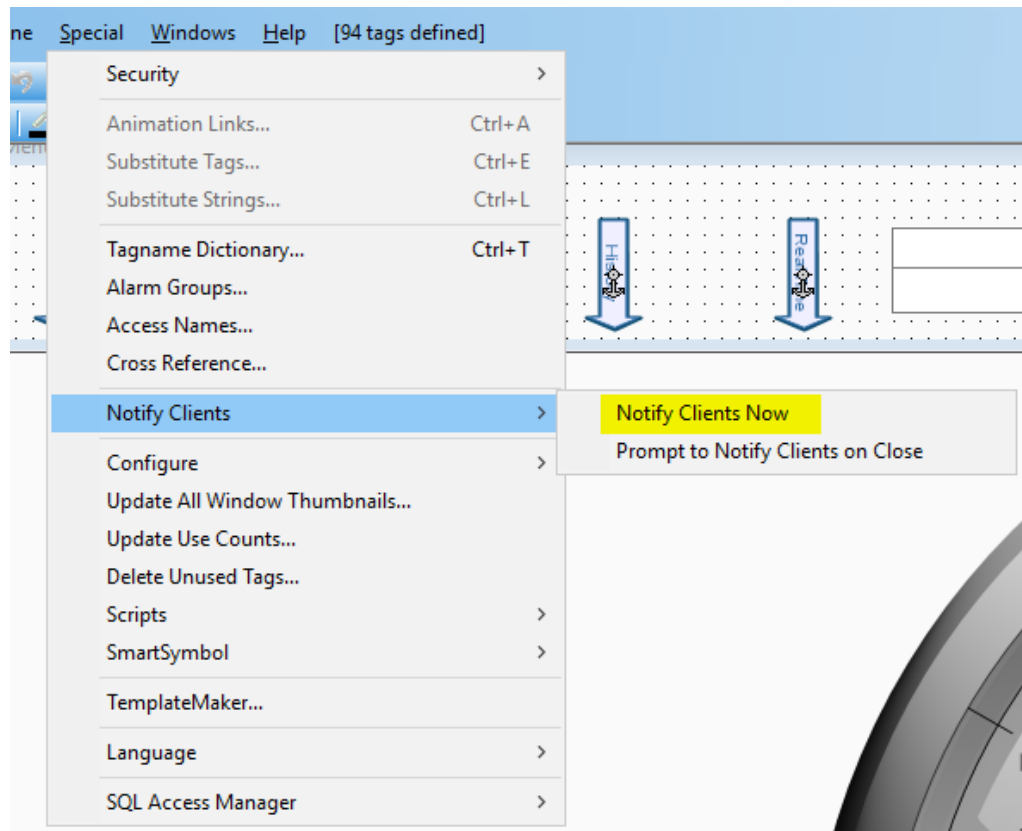 ne Special Windows Help [94 tags defined]
Security
Animation Links... Ctrl+A
Substitute Tags... Ctrl+E
Substitute Strings... Ctrl+L
Tagname Dictionary... Ctrl+T
Alarm Groups...
Access Names...
Cross Reference...
Notify Clients
Notify Clients Now
Prompt to Notify Clients on Close
Configure
Update All Window Thumbnails...
Update Use Counts...
Delete Unused Tags...
Scripts
SmartSymbol
TemplateMaker...
Language
SQL Access Manager